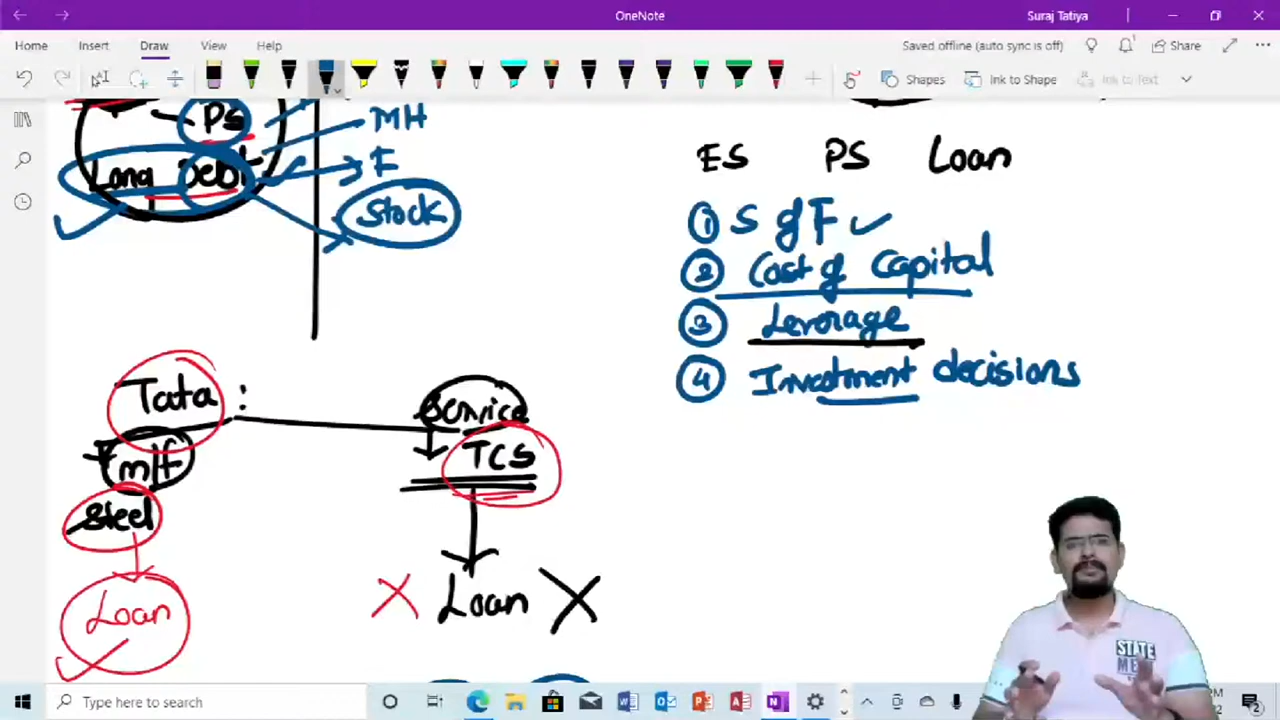 OneNote
Suraj Tatiya
Home Insert Draw View Help
Saved offline (auto sync is off)
Share
Shapes
Ink to Shape
Ink to Text
PS
MH
Long Debt
F
Stock
ES PS Loan
① S of F ✓
② Cost of Capital
③ Leverage
④ Investment decisions
Tata :
Service
m/f
TCS
Steel
X Loan X
Loan
STATE
Type here to search